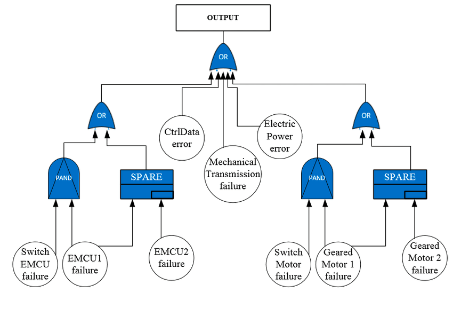 OUTPUT
OR
OR
OR
CtrlData
error
Electric
Power
error
Mechanical
Transmission
failure
PAND
SPARE
PAND
SPARE
Switch
EMCU
failure
EMCU1
failure
EMCU2
failure
Switch
Motor
failure
Geared
Motor 1
failure
Geared
Motor 2
failure